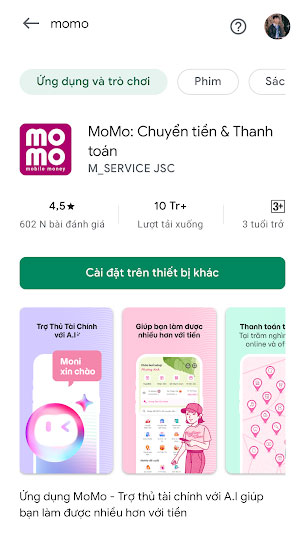 momo
Ứng dụng và trò chơi
Phim
Sác
mo
mo
mobile money
MoMo: Chuyển tiền & Thanh
toán
M_SERVICE JSC
4,5★
602 N bài đánh giá
10 Tr+
Lượt tải xuống
3+
3 tuổi trở
Cài đặt trên thiết bị khác
Trợ Thủ Tài Chính
với A.I
Moni
xin chào
Giúp bạn làm được
nhiều hơn với tiền
Thanh toán t
Tại trăm nghìn
online và of
Ứng dụng MoMo - Trợ thủ tài chính với A.I giúp
bạn làm được nhiều hơn với tiền